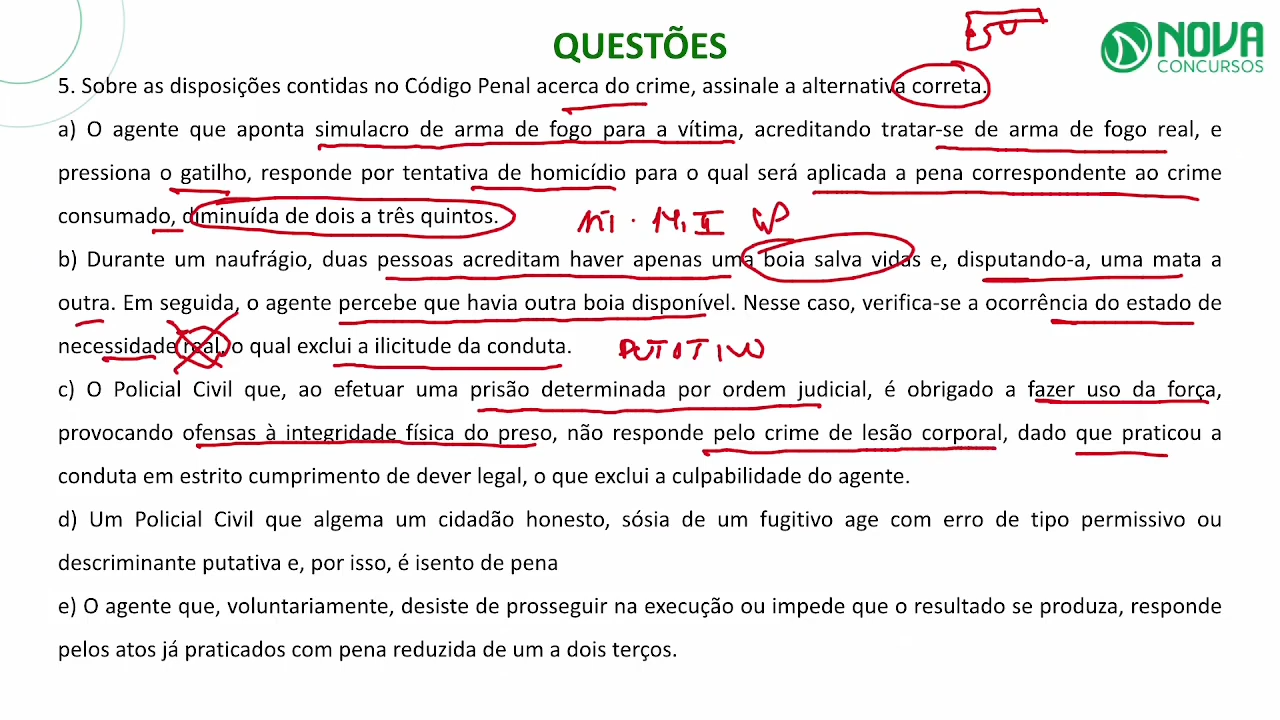 QUESTÕES
NOVA
CONCURSOS
5. Sobre as disposições contidas no Código Penal acerca do crime, assinale a alternativa correta.
a) O agente que aponta simulacro de arma de fogo para a vítima, acreditando tratar-se de arma de fogo real, e
pressiona o gatilho, responde por tentativa de homicídio para o qual será aplicada a pena correspondente ao crime
consumado, diminuída de dois a três quintos.
b) Durante um naufrágio, duas pessoas acreditam haver apenas uma boia salva vidas e, disputando-a, uma mata a
outra. Em seguida, o agente percebe que havia outra boia disponível. Nesse caso, verifica-se a ocorrência do estado de
necessidade real, o qual exclui a ilicitude da conduta.
PUTATIVO
c) O Policial Civil que, ao efetuar uma prisão determinada por ordem judicial, é obrigado a fazer uso da força,
provocando ofensas à integridade física do preso, não responde pelo crime de lesão corporal, dado que praticou a
conduta em estrito cumprimento de dever legal, o que exclui a culpabilidade do agente.
d) Um Policial Civil que algema um cidadão honesto, sósia de um fugitivo age com erro de tipo permissivo ou
descriminante putativa e, por isso, é isento de pena
e) O agente que, voluntariamente, desiste de prosseguir na execução ou impede que o resultado se produza, responde
pelos atos já praticados com pena reduzida de um a dois terços.